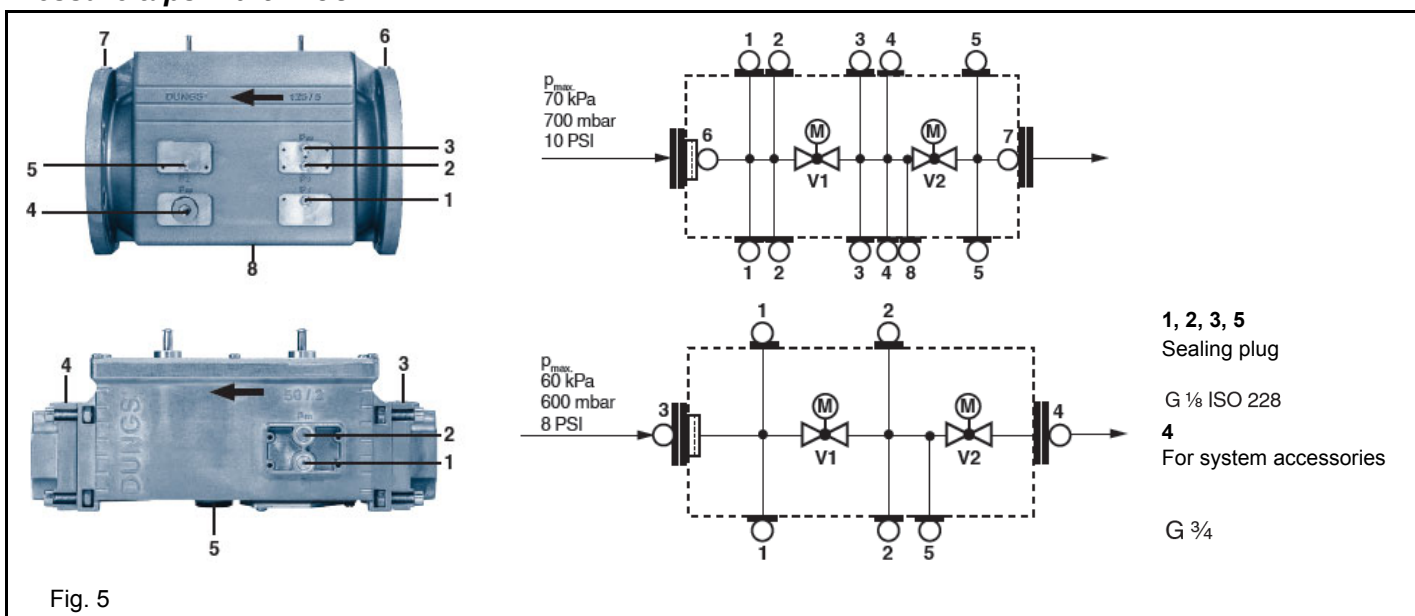 7
6
DUNGS
125 / 5
5
3
2
4
1
8
1 2 3 4 5
pmax.
70 kPa
700 mbar
10 PSI
6
M
M
7
V1
V2
1 2 3 4 8 5
4
3
50 / 2
DUNGS
2
1
5
1 2
pmax.
60 kPa
600 mbar
8 PSI
3
M
M
4
V1
V2
1 2 5
1, 2, 3, 5
Sealing plug
G ⅛ ISO 228
4
For system accessories
G ¾
Fig. 5